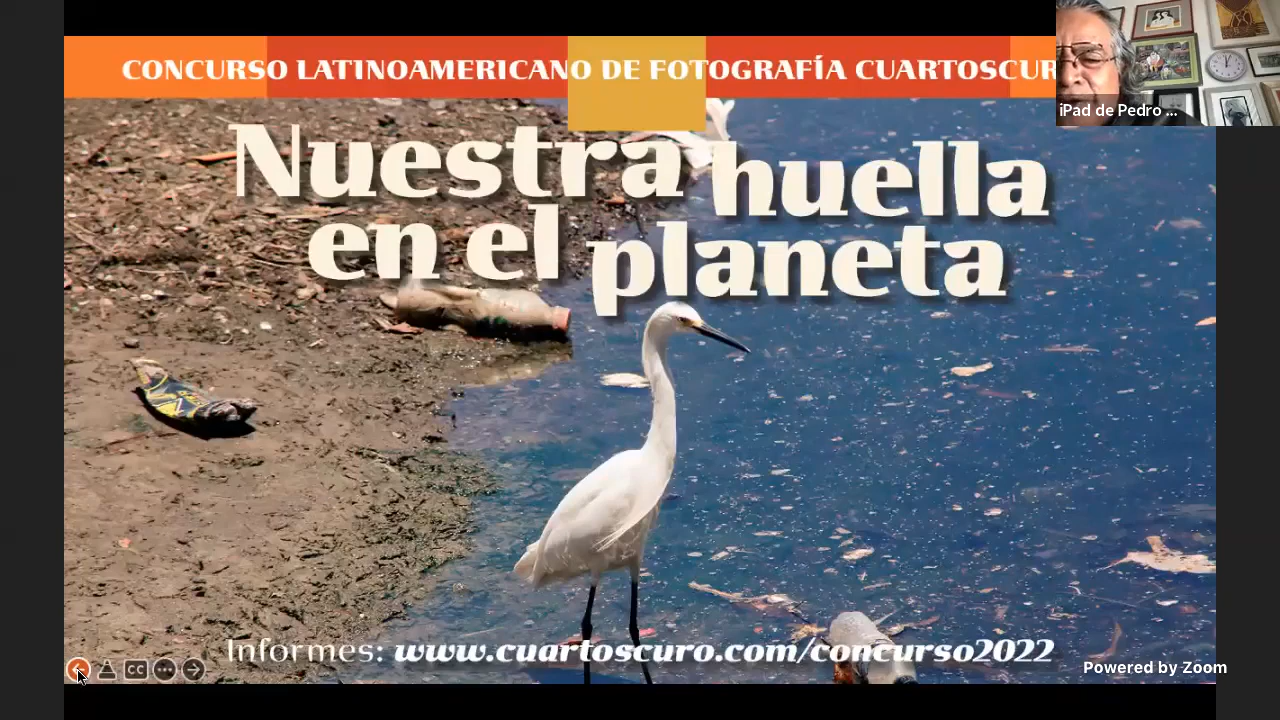 CONCURSO LATINOAMERICANO DE FOTOGRAFÍA CUARTOSCUR
iPad de Pedro ...
Nuestra huella
en el planeta
Informes: www.cuartoscuro.com/concurso2022
CC
Powered by Zoom